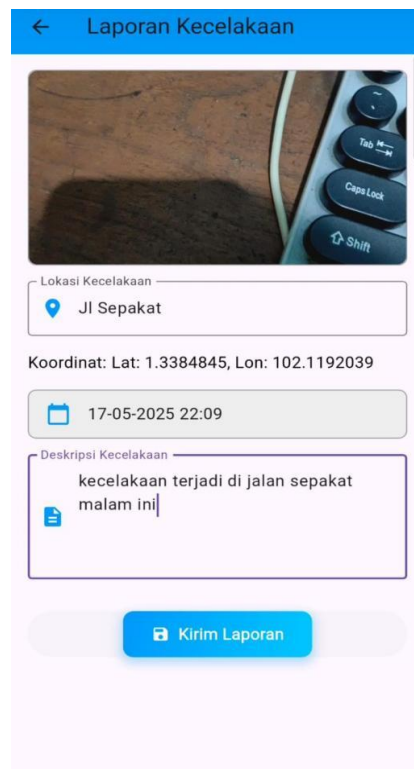 Laporan Kecelakaan
~
Tab
Caps Lock
Shift
Lokasi Kecelakaan
Jl Sepakat
Koordinat: Lat: 1.3384845, Lon: 102.1192039
17-05-2025 22:09
Deskripsi Kecelakaan
kecelakaan terjadi di jalan sepakat
malam ini
Kirim Laporan